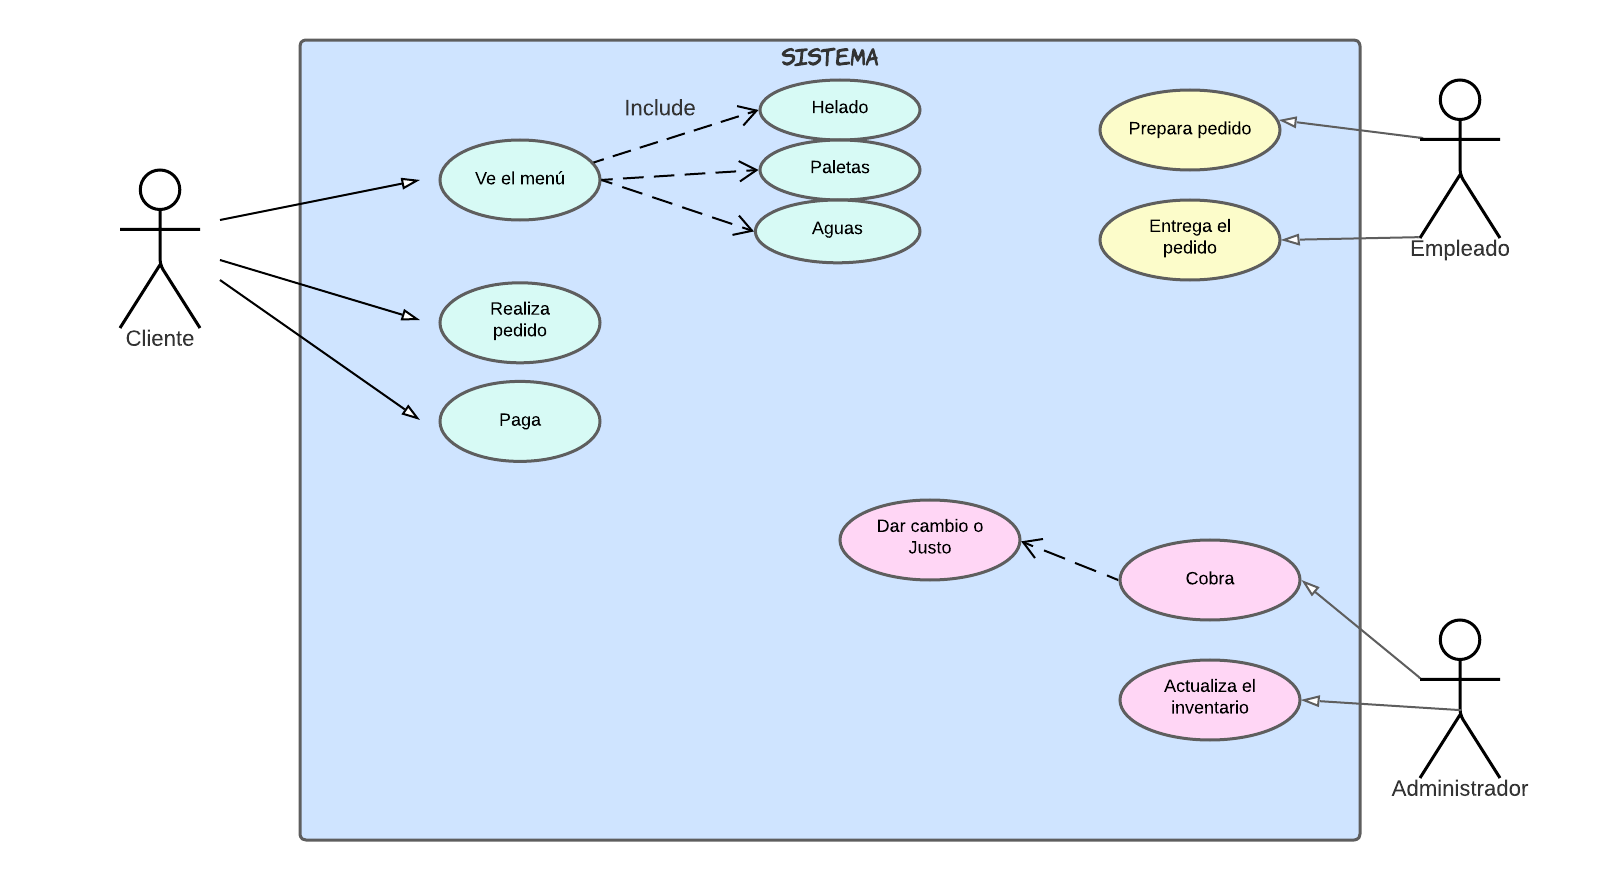 SISTEMA
Include
Helado
Ve el menú
Paletas
Aguas
Prepara pedido
Entrega el
pedido
Empleado
Cliente
Realiza
pedido
Paga
Dar cambio o
Justo
Cobra
Actualiza el
inventario
Administrador